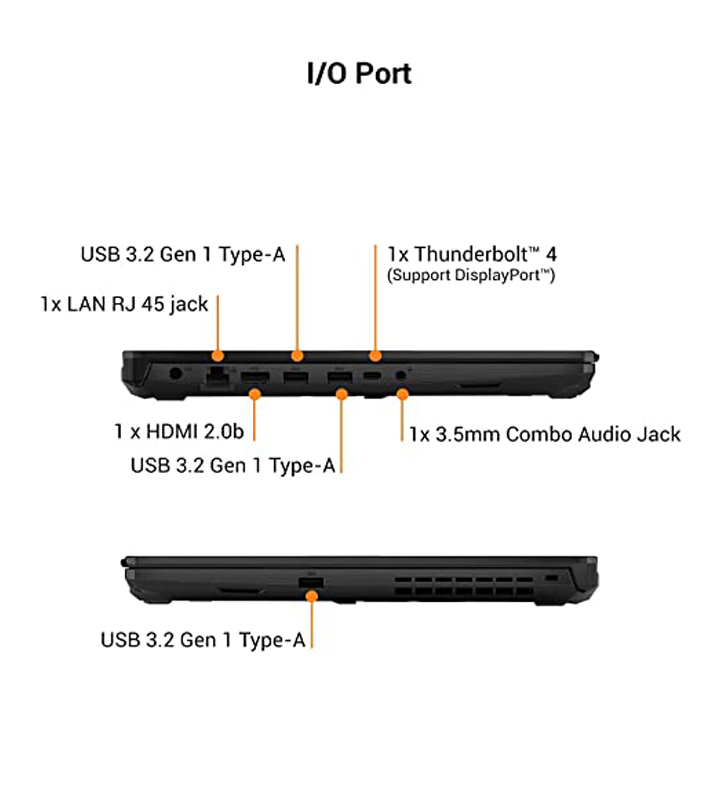 I/O Port
USB 3.2 Gen 1 Type-A
1x Thunderbolt™ 4
(Support DisplayPort™)
1x LAN RJ 45 jack
1 x HDMI 2.0b
1x 3.5mm Combo Audio Jack
USB 3.2 Gen 1 Type-A
USB 3.2 Gen 1 Type-A